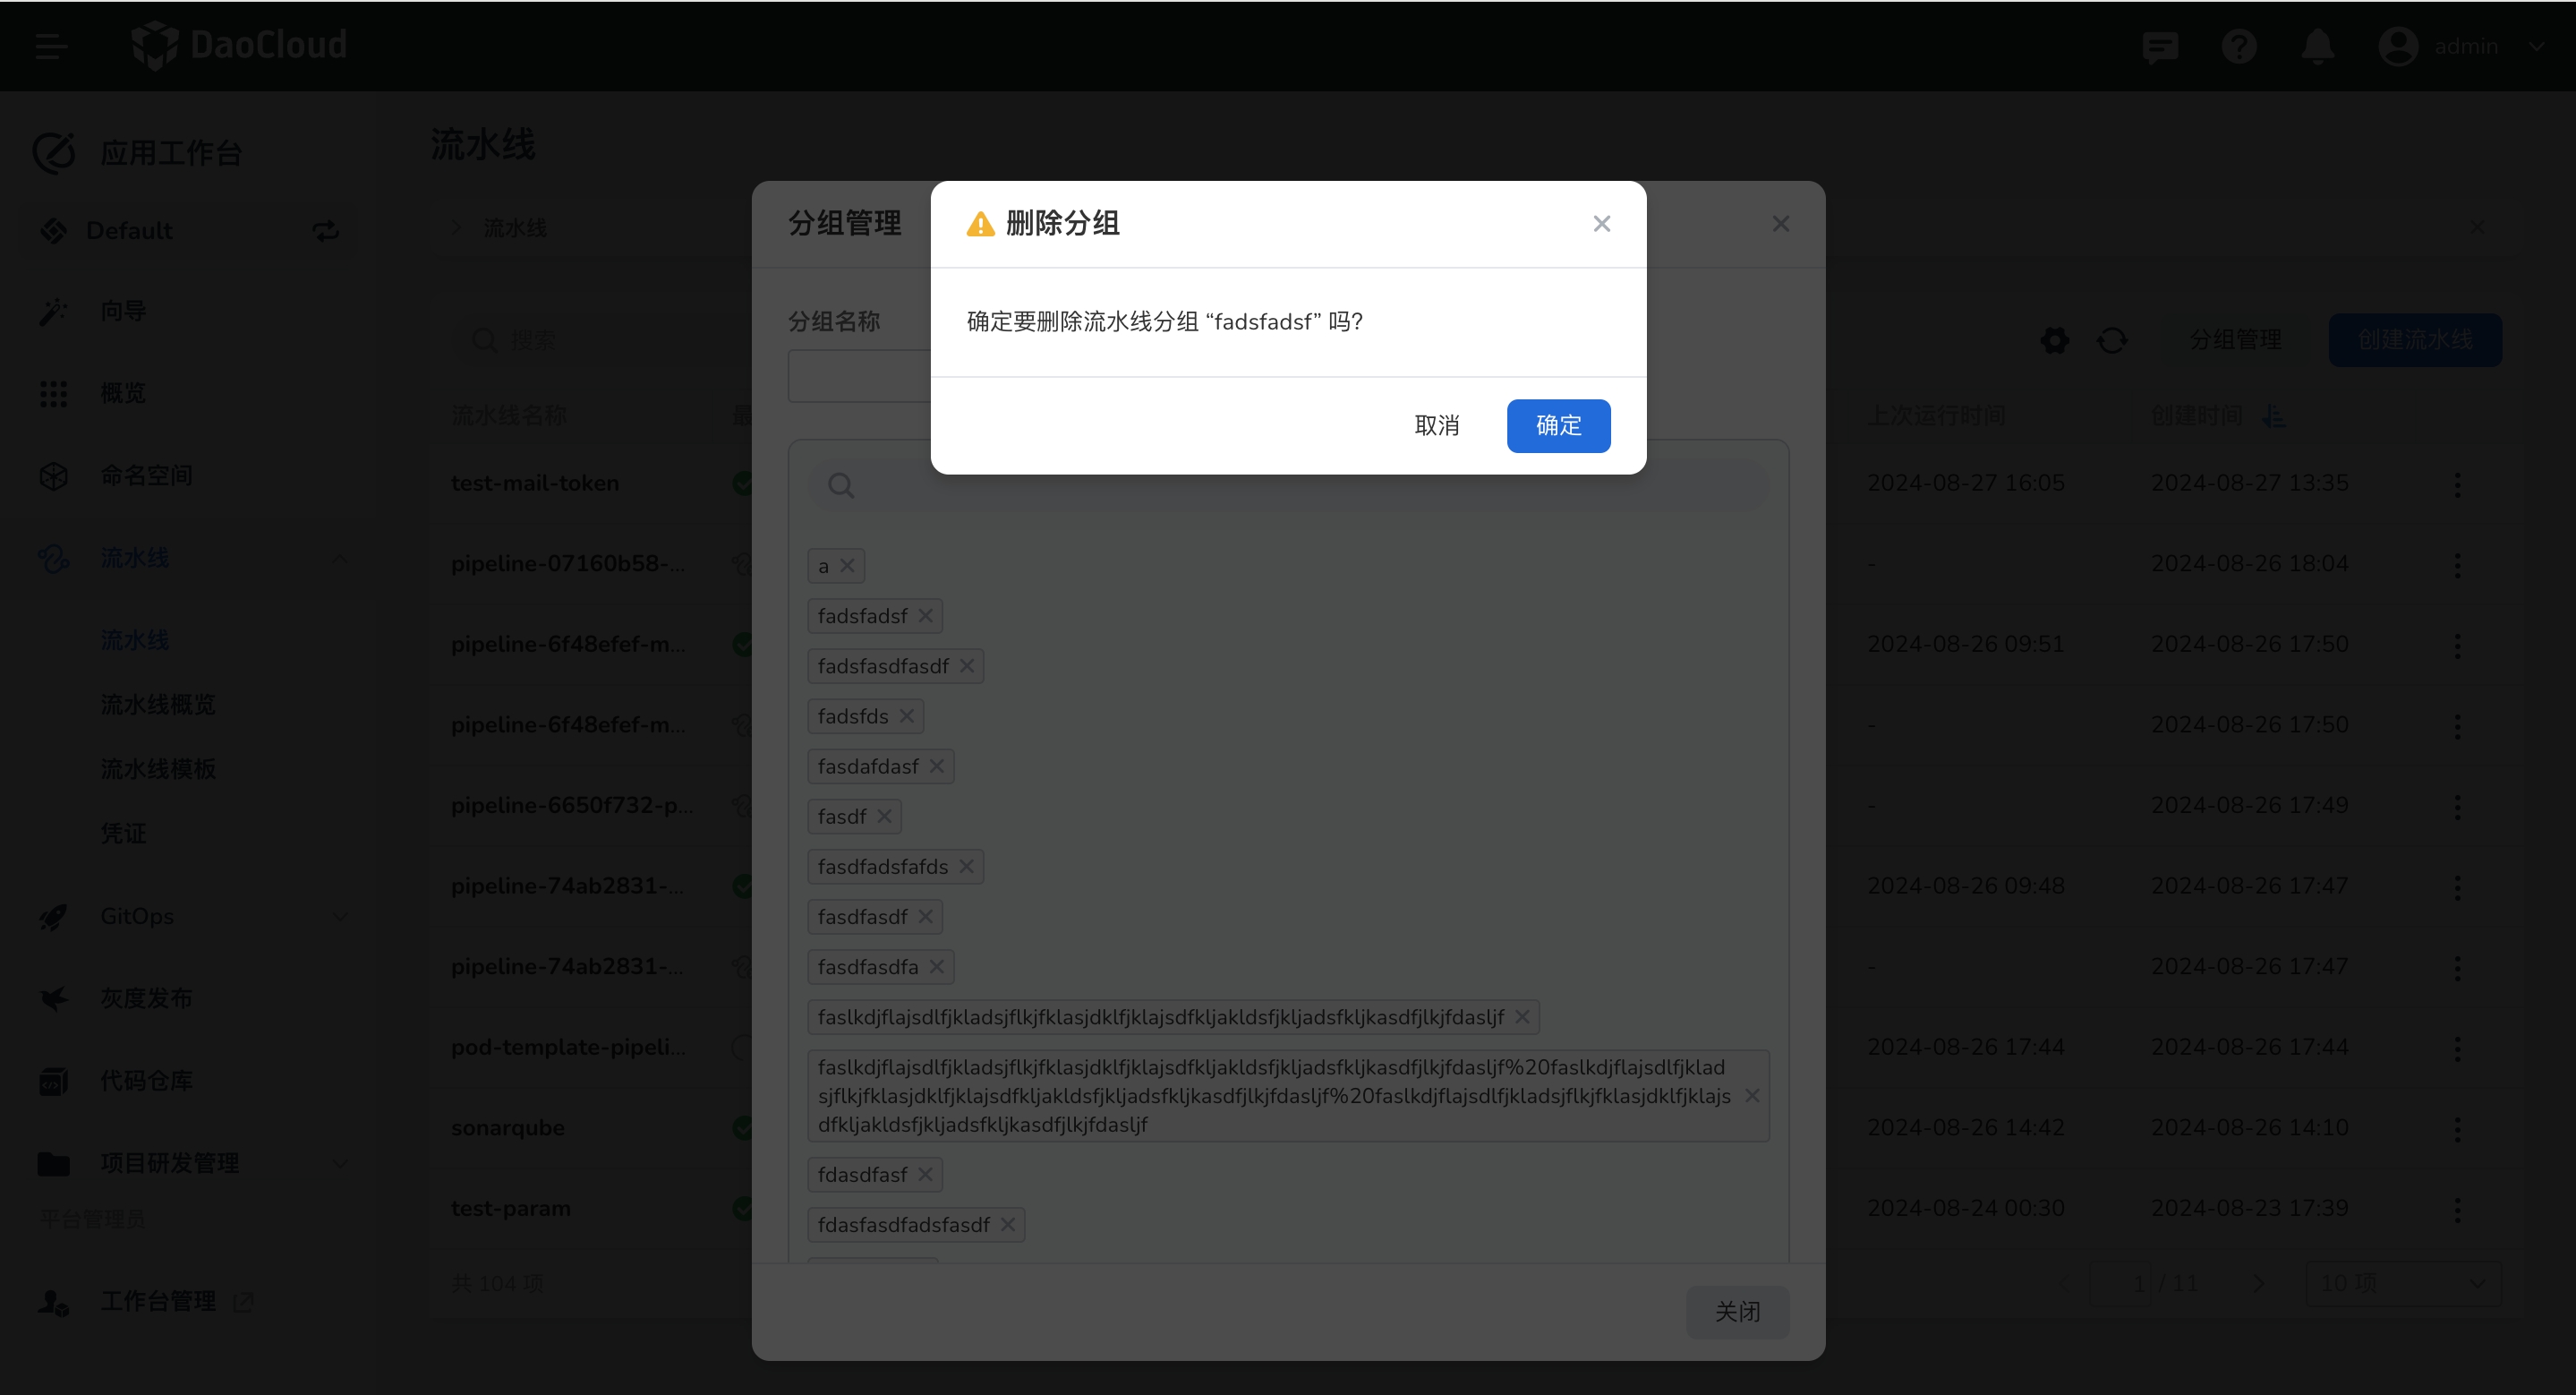 DaoCloud
admin
应用工作台
Default
向导
概览
命名空间
流水线
流水线
流水线概览
流水线模板
凭证
GitOps
灰度发布
代码仓库
项目研发管理
平台管理员
工作台管理
流水线
流水线
搜索
分组管理
创建流水线
流水线名称
上次运行时间
创建时间
test-mail-token
2024-08-27 16:05
2024-08-27 13:35
pipeline-07160b58-...
-
2024-08-26 18:04
pipeline-6f48efef-m...
2024-08-26 09:51
2024-08-26 17:50
pipeline-6f48efef-m...
-
2024-08-26 17:50
pipeline-6650f732-p...
-
2024-08-26 17:49
pipeline-74ab2831-...
2024-08-26 09:48
2024-08-26 17:47
pipeline-74ab2831-...
-
2024-08-26 17:47
pod-template-pipeli...
2024-08-26 17:44
2024-08-26 17:44
sonarqube
2024-08-26 14:42
2024-08-26 14:10
test-param
2024-08-24 00:30
2024-08-23 17:39
共 104 项
1 / 11
10 项
分组管理
分组名称
a
fadsfadsf
fadsfasdfasdf
fadsfds
fasdafdasf
fasdf
fasdfadsfafds
fasdfasdf
fasdfasdfa
faslkdjflajsdlfjkladsjflkjfklasjdklfjklajsdfkljakldsfjkljadsfkljkasdfjlkjfdasljf
faslkdjflajsdlfjkladsjflkjfklasjdklfjklajsdfkljakldsfjkljadsfkljkasdfjlkjfdasljf%20faslkdjflajsdlfjklad
sjflkjfklasjdklfjklajsdfkljakldsfjkljadsfkljkasdfjlkjfdasljf%20faslkdjflajsdlfjkladsjflkjfklasjdklfjklajs
dfkljakldsfjkljadsfkljkasdfjlkjfdasljf
fdasdfasf
fdasfasdfadsfasdf
关闭
删除分组
确定要删除流水线分组 “fadsfadsf” 吗?
取消
确定